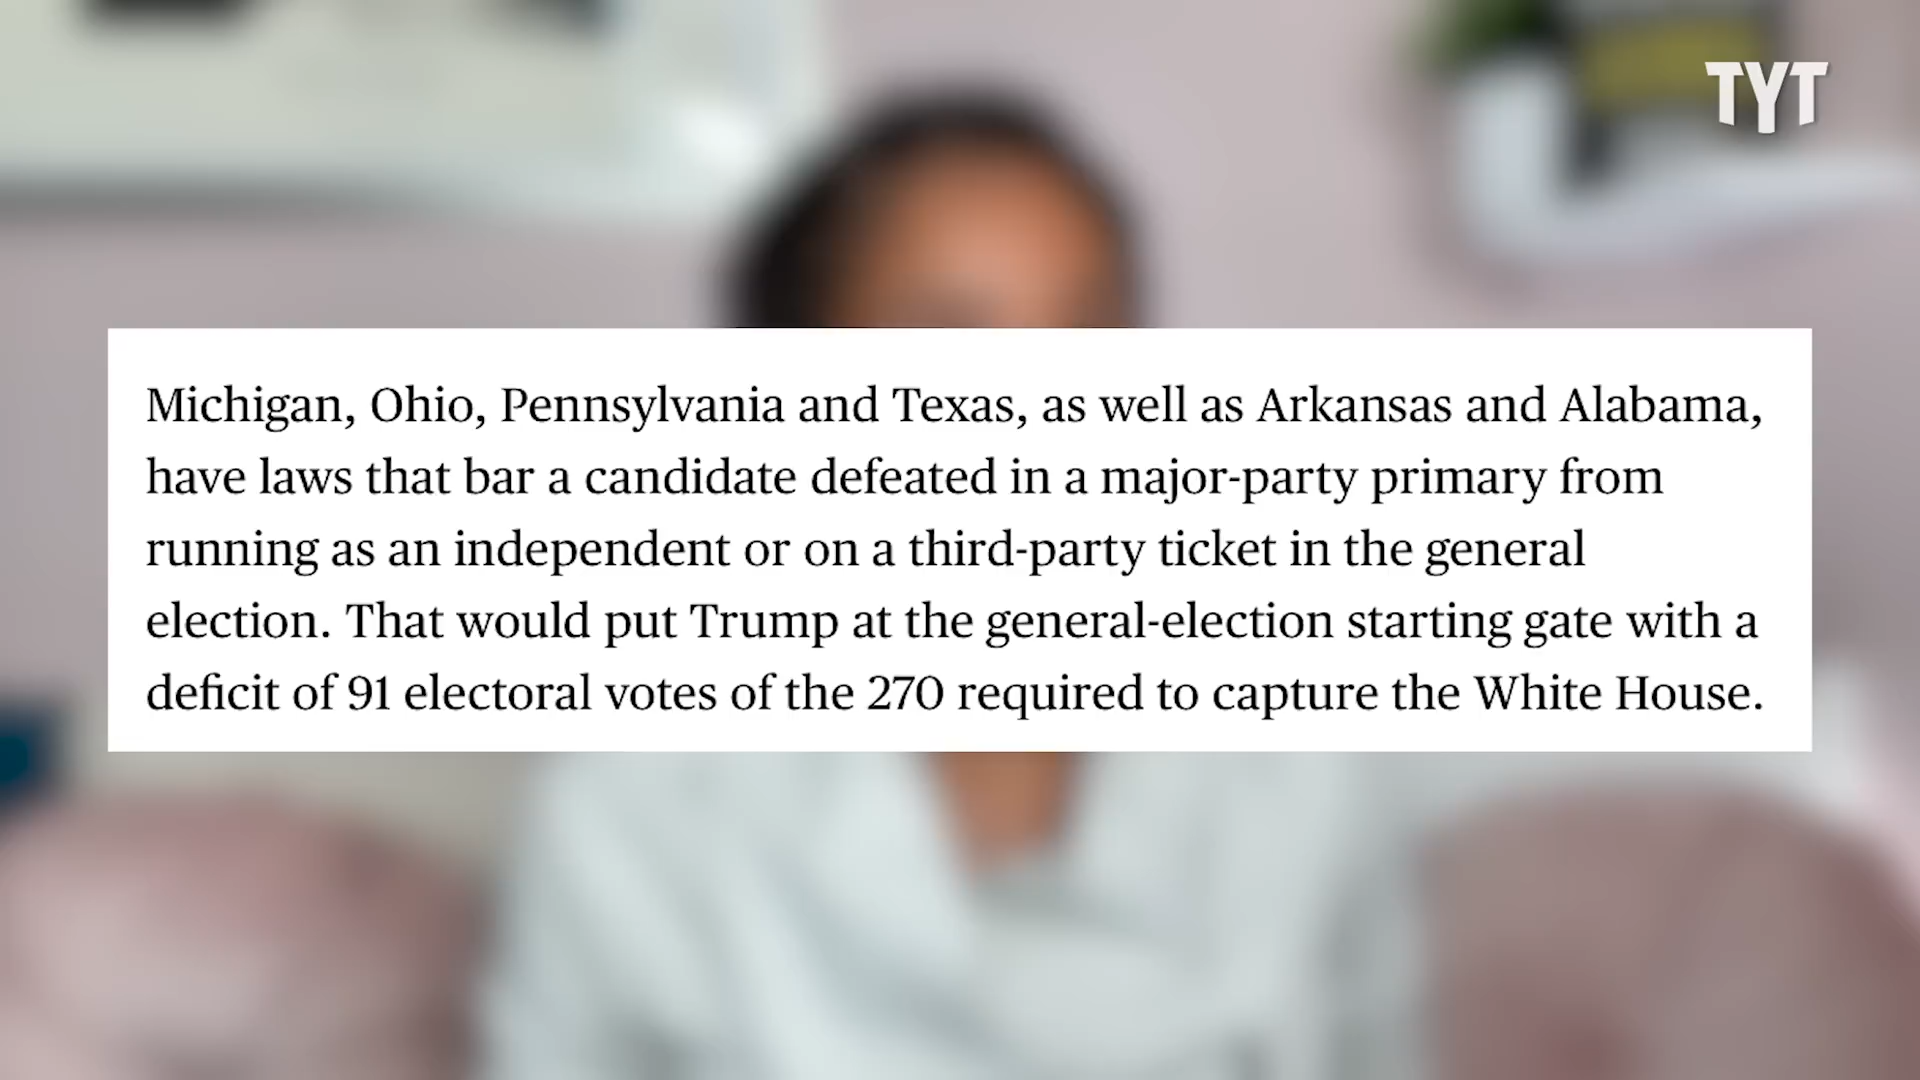 TYT
Michigan, Ohio, Pennsylvania and Texas, as well as Arkansas and Alabama,
have laws that bar a candidate defeated in a major-party primary from
running as an independent or on a third-party ticket in the general
election. That would put Trump at the general-election starting gate with a
deficit of 91 electoral votes of the 270 required to capture the White House.